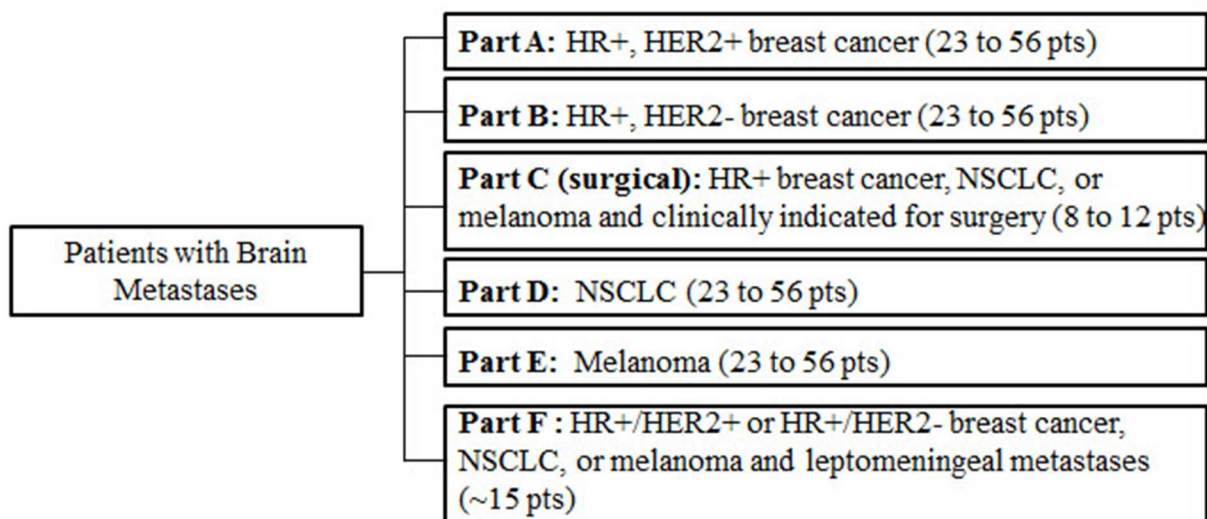 Patients with Brain
Metastases
Part A: HR+, HER2+ breast cancer (23 to 56 pts)
Part B: HR+, HER2- breast cancer (23 to 56 pts)
Part C (surgical): HR+ breast cancer, NSCLC, or
melanoma and clinically indicated for surgery (8 to 12 pts)
Part D: NSCLC (23 to 56 pts)
Part E: Melanoma (23 to 56 pts)
Part F : HR+/HER2+ or HR+/HER2- breast cancer,
NSCLC, or melanoma and leptomeningeal metastases
(~15 pts)